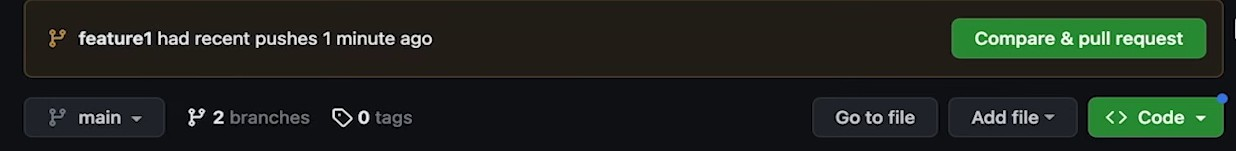 feature1 had recent pushes 1 minute ago Compare & pull request
main 2 branches 0 tags Go to file Add file <> Code